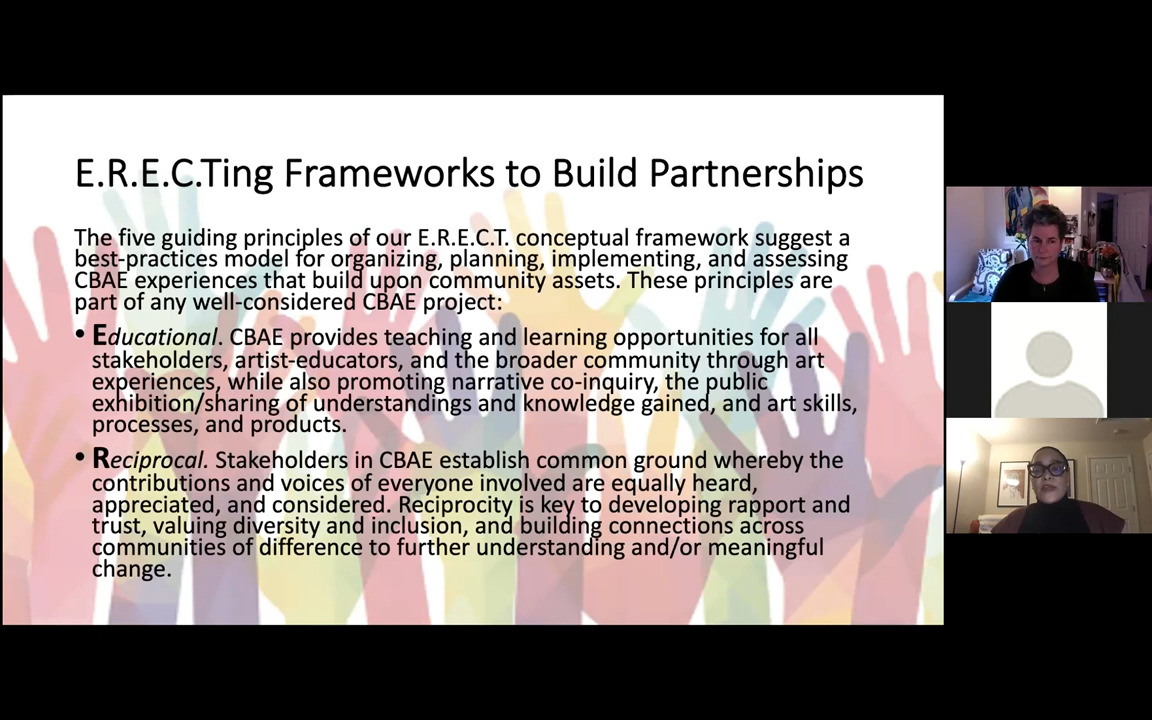 E.R.E.C.Ting Frameworks to Build Partnerships
The five guiding principles of our E.R.E.C.T. conceptual framework suggest a
best-practices model for organizing, planning, implementing, and assessing
CBAE experiences that build upon community assets. These principles are
part of any well-considered CBAE project:
• Educational. CBAE provides teaching and learning opportunities for all
stakeholders, artist-educators, and the broader community through art
experiences, while also promoting narrative co-inquiry, the public
exhibition/sharing of understandings and knowledge gained, and art skills,
processes, and products.
• Reciprocal. Stakeholders in CBAE establish common ground whereby the
contributions and voices of everyone involved are equally heard,
appreciated, and considered. Reciprocity is key to developing rapport and
trust, valuing diversity and inclusion, and building connections across
communities of difference to further understanding and/or meaningful
change.